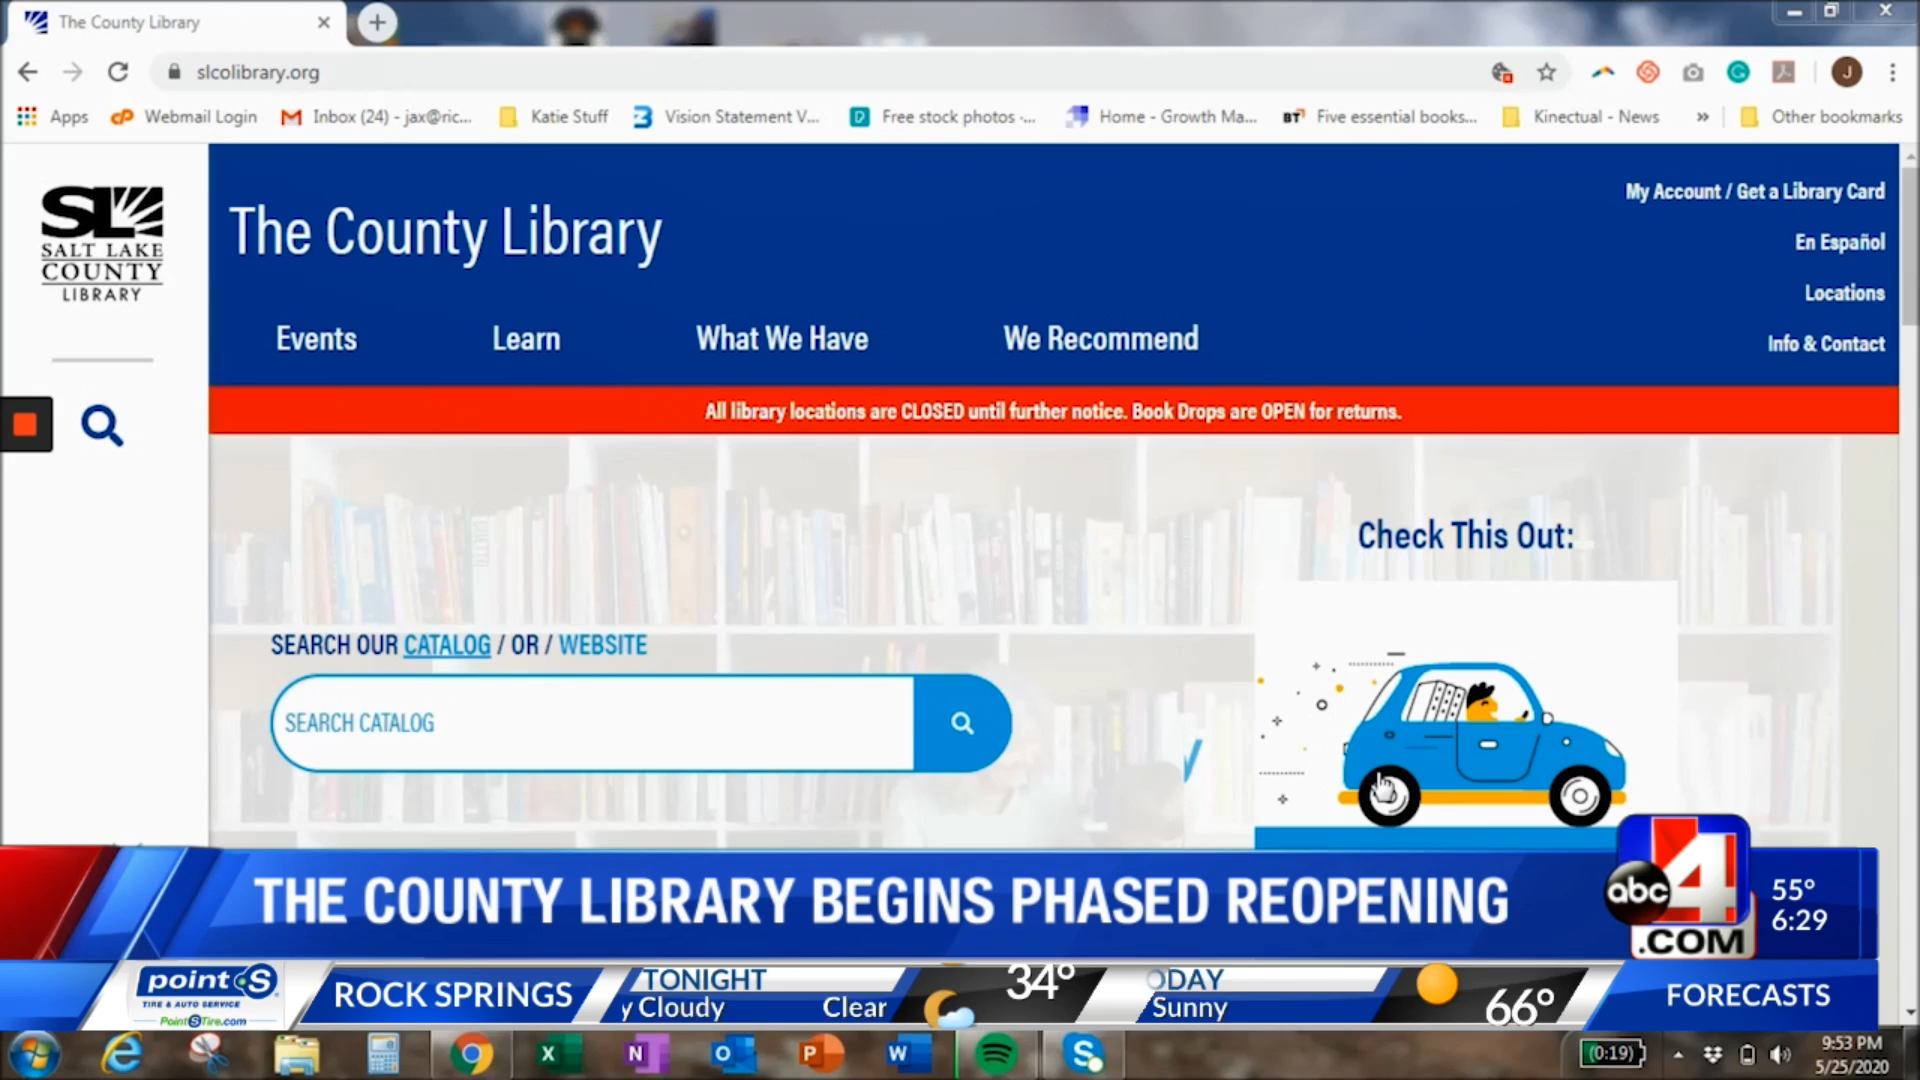 The County Library
slcolibrary.org
Apps
Webmail Login
Inbox (24) - jax@ric...
Katie Stuff
Vision Statement V...
Free stock photos -...
Home - Growth Ma...
BT
Five essential books...
Kinectual - News
»
Other bookmarks
SL
SALT LAKE
COUNTY
LIBRARY
The County Library
My Account / Get a Library Card
En Español
Locations
Info & Contact
Events
Learn
What We Have
We Recommend
All library locations are CLOSED until further notice. Book Drops are OPEN for returns.
Check This Out:
SEARCH OUR CATALOG / OR / WEBSITE
SEARCH CATALOG
THE COUNTY LIBRARY BEGINS PHASED REOPENING
abc 4
.COM
55°
6:29
point S
TIRE & AUTO SERVICE
PointSTire.com
ROCK SPRINGS
TONIGHT
y Cloudy
Clear
34°
ODAY
Sunny
66°
FORECASTS
(0:19)
9:53 PM
5/25/2020